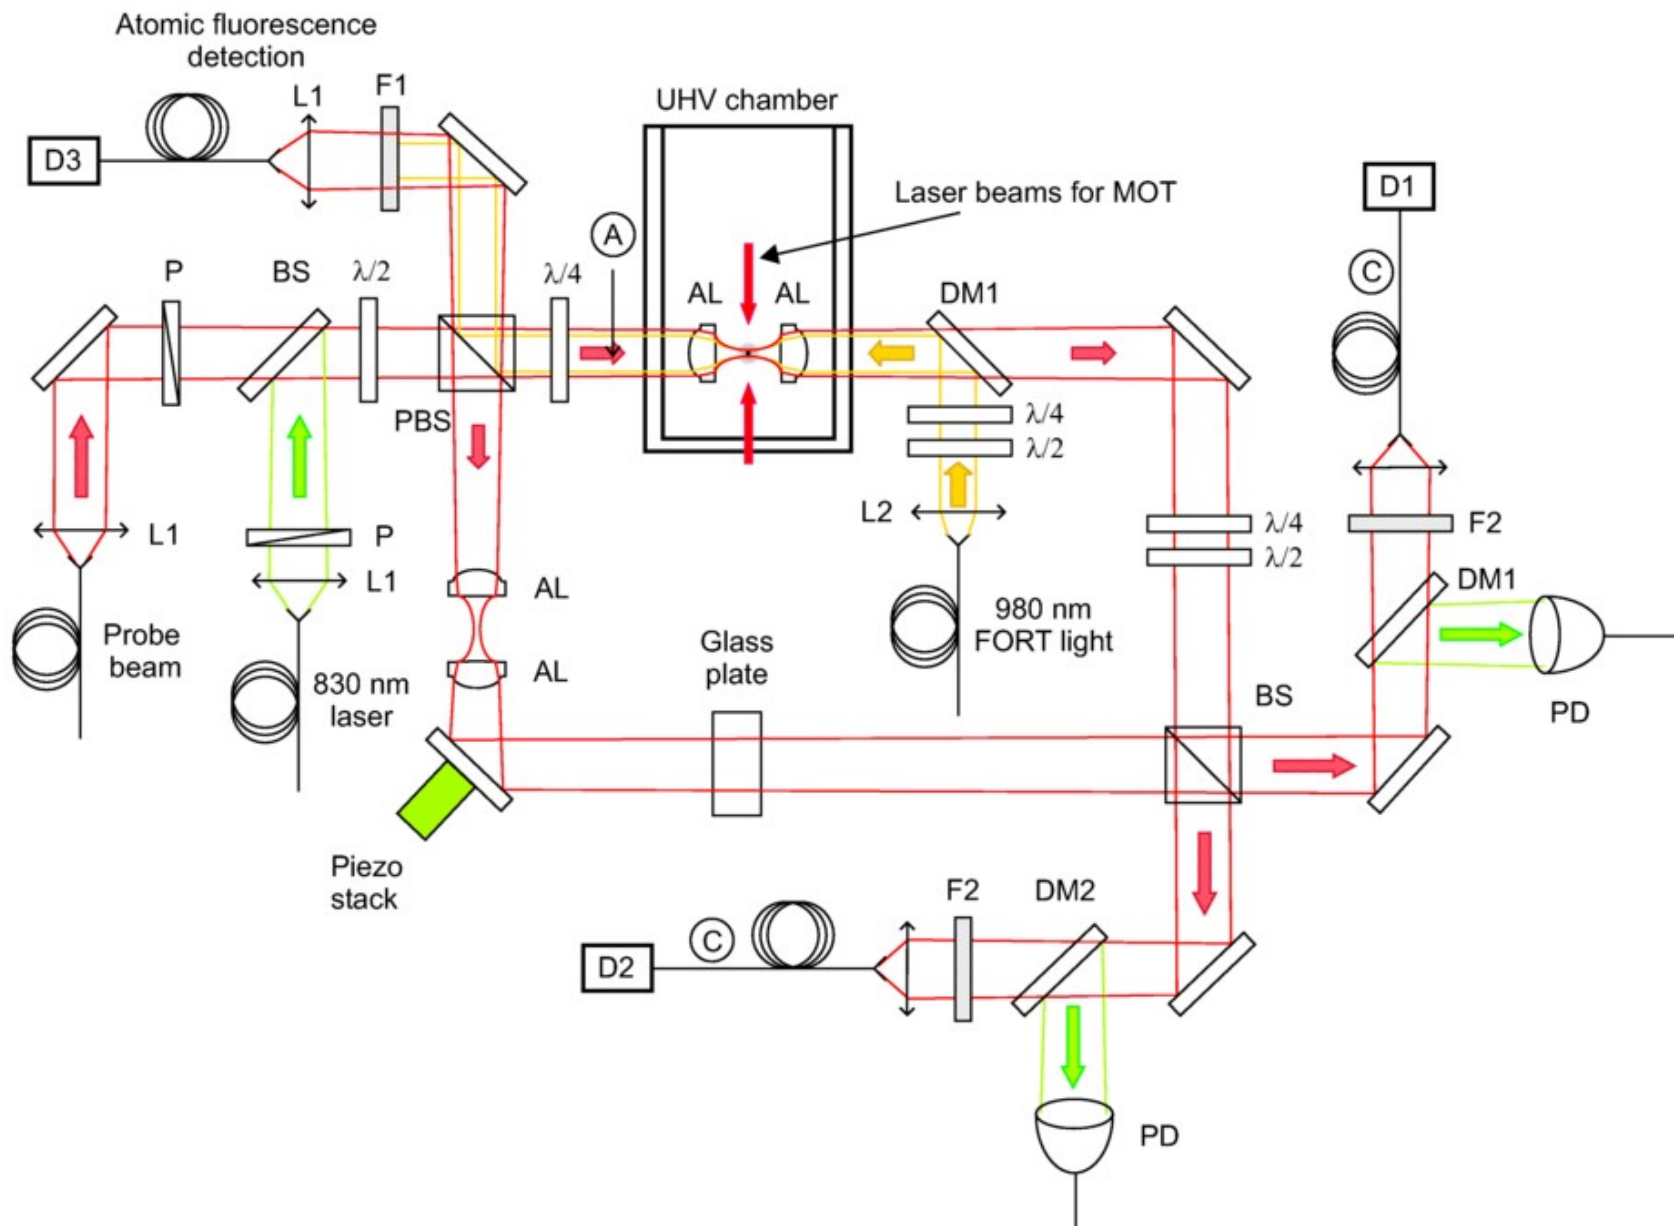 Atomic fluorescence
detection
L1
F1
UHV chamber
D3
Laser beams for MOT
D1
A
P
BS
λ/2
λ/4
AL
AL
DM1
C
PBS
λ/4
λ/2
L1
P
L2
F2
λ/4
λ/2
L1
AL
DM1
Probe
beam
980 nm
FORT light
Glass
plate
830 nm
laser
AL
BS
PD
Piezo
stack
F2
DM2
C
D2
PD